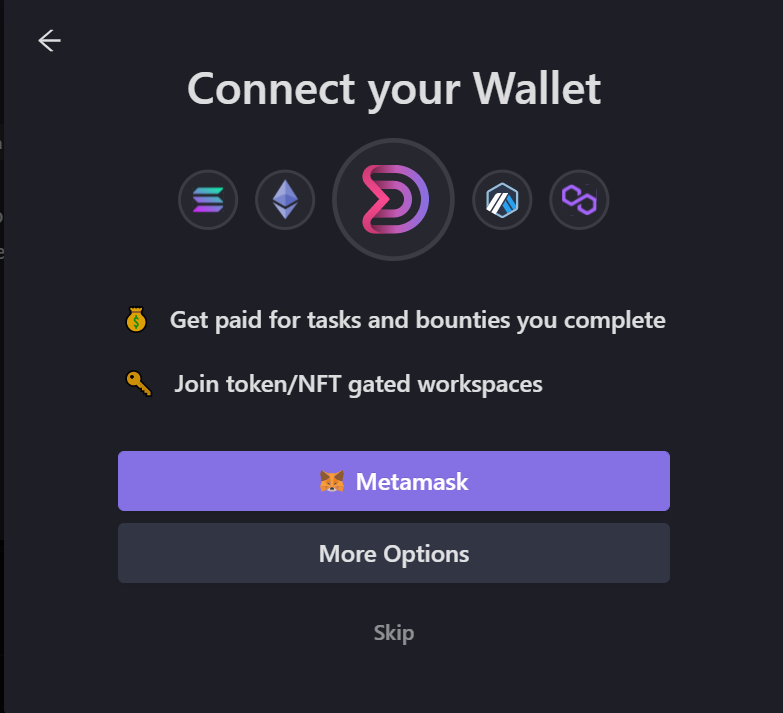 Connect your Wallet
Get paid for tasks and bounties you complete
Join token/NFT gated workspaces
Metamask
More Options
Skip